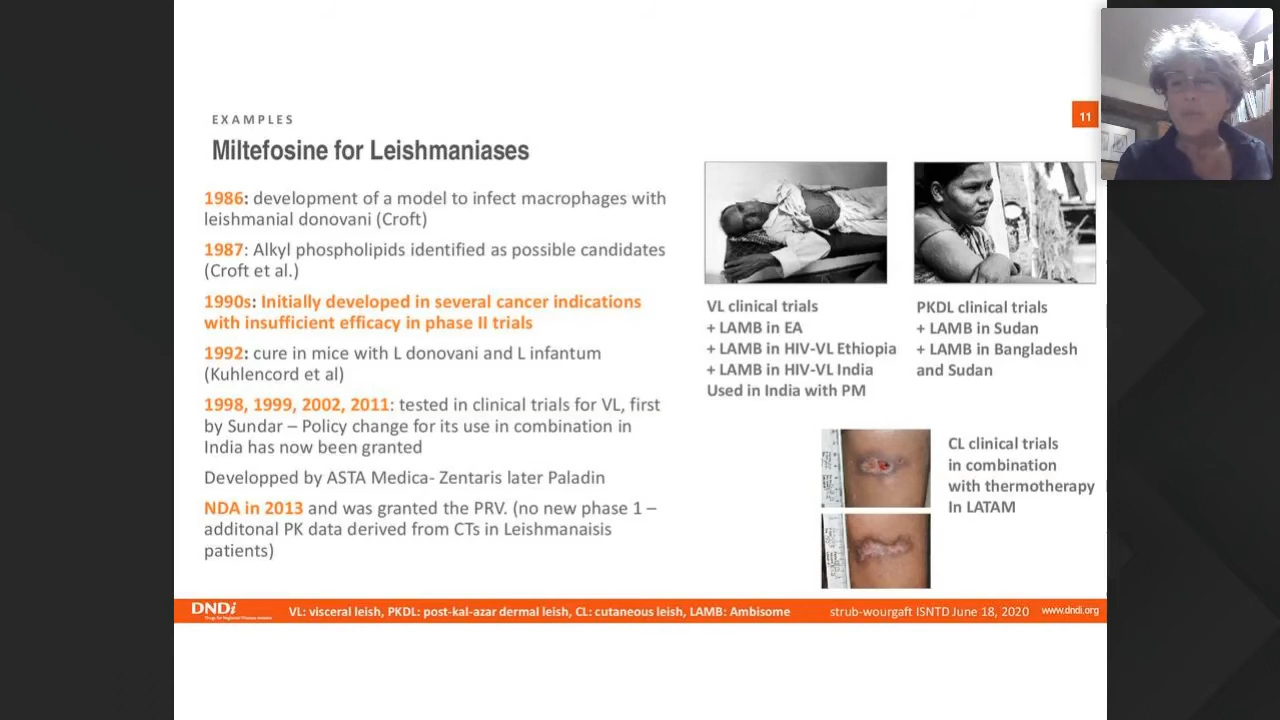 EXAMPLES
11
Miltefosine for Leishmaniases
1986: development of a model to infect macrophages with
leishmanial donovani (Croft)
1987: Alkyl phospholipids identified as possible candidates
(Croft et al.)
1990s: Initially developed in several cancer indications
with insufficient efficacy in phase II trials
1992: cure in mice with L donovani and L infantum
(Kuhlencord et al)
1998, 1999, 2002, 2011: tested in clinical trials for VL, first
by Sundar – Policy change for its use in combination in
India has now been granted
Developped by ASTA Medica- Zentaris later Paladin
NDA in 2013 and was granted the PRV. (no new phase 1 –
additonal PK data derived from CTs in Leishmanaisis
patients)
VL clinical trials
+ LAMB in EA
+ LAMB in HIV-VL Ethiopia
+ LAMB in HIV-VL India
Used in India with PM
PKDL clinical trials
+ LAMB in Sudan
+ LAMB in Bangladesh
and Sudan
CL clinical trials
in combination
with thermotherapy
In LATAM
DNDi
Drugs for Neglected Diseases initiative
VL: visceral leish, PKDL: post-kal-azar dermal leish, CL: cutaneous leish, LAMB: Ambisome
strub-wourgaft ISNTD June 18, 2020
www.dndi.org